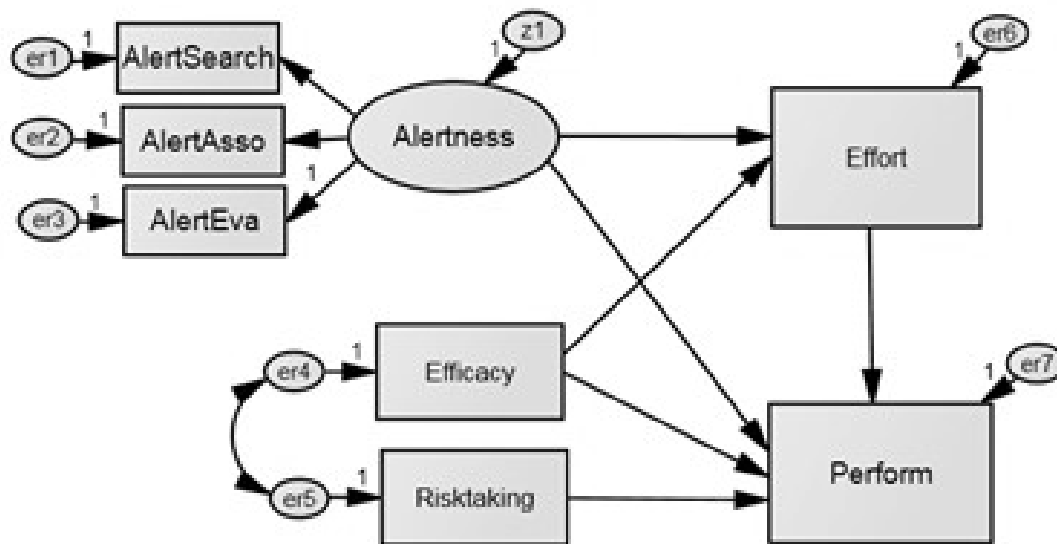 z1
er6
er1
1
AlertSearch
1
1
er2
1
AlertAsso
Alertness
Effort
er3
1
AlertEva
1
er4
1
Efficacy
1
er7
er5
1
Risktaking
Perform